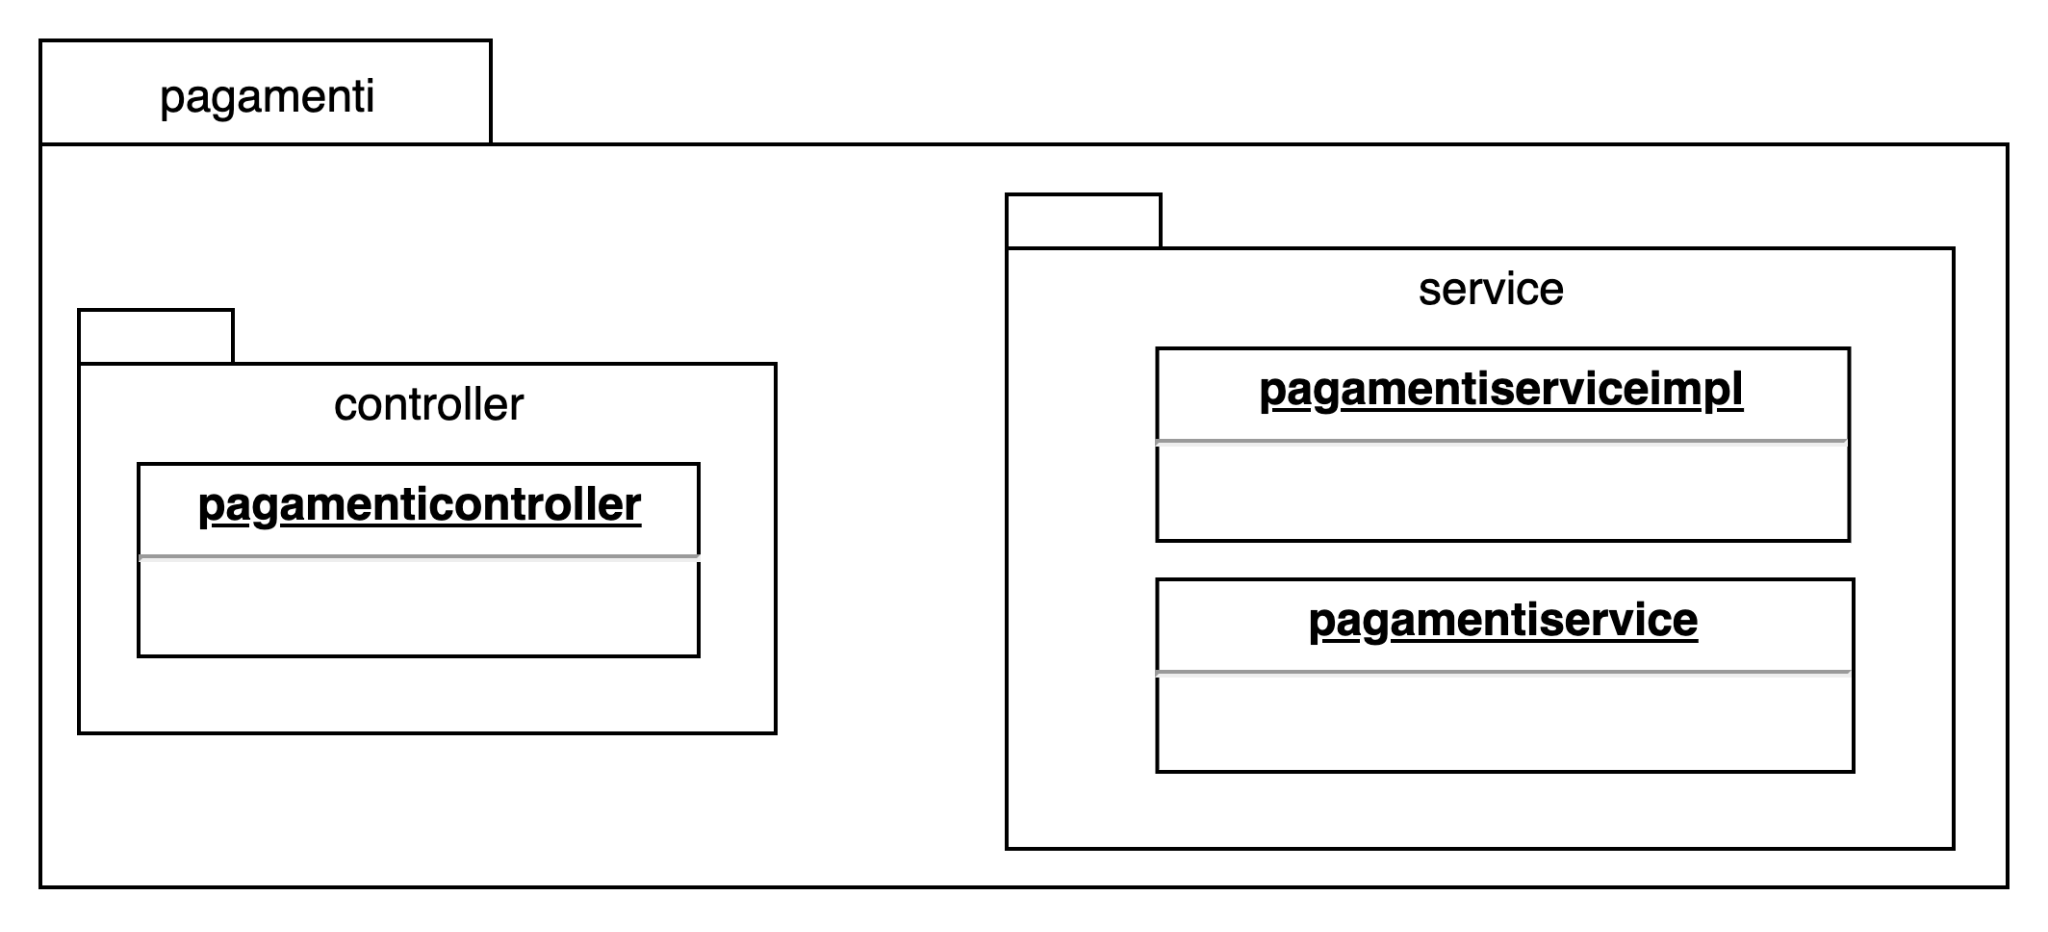 pagamenti
controller
pagamenticontroller
service
pagamentiserviceimpl
pagamentiservice